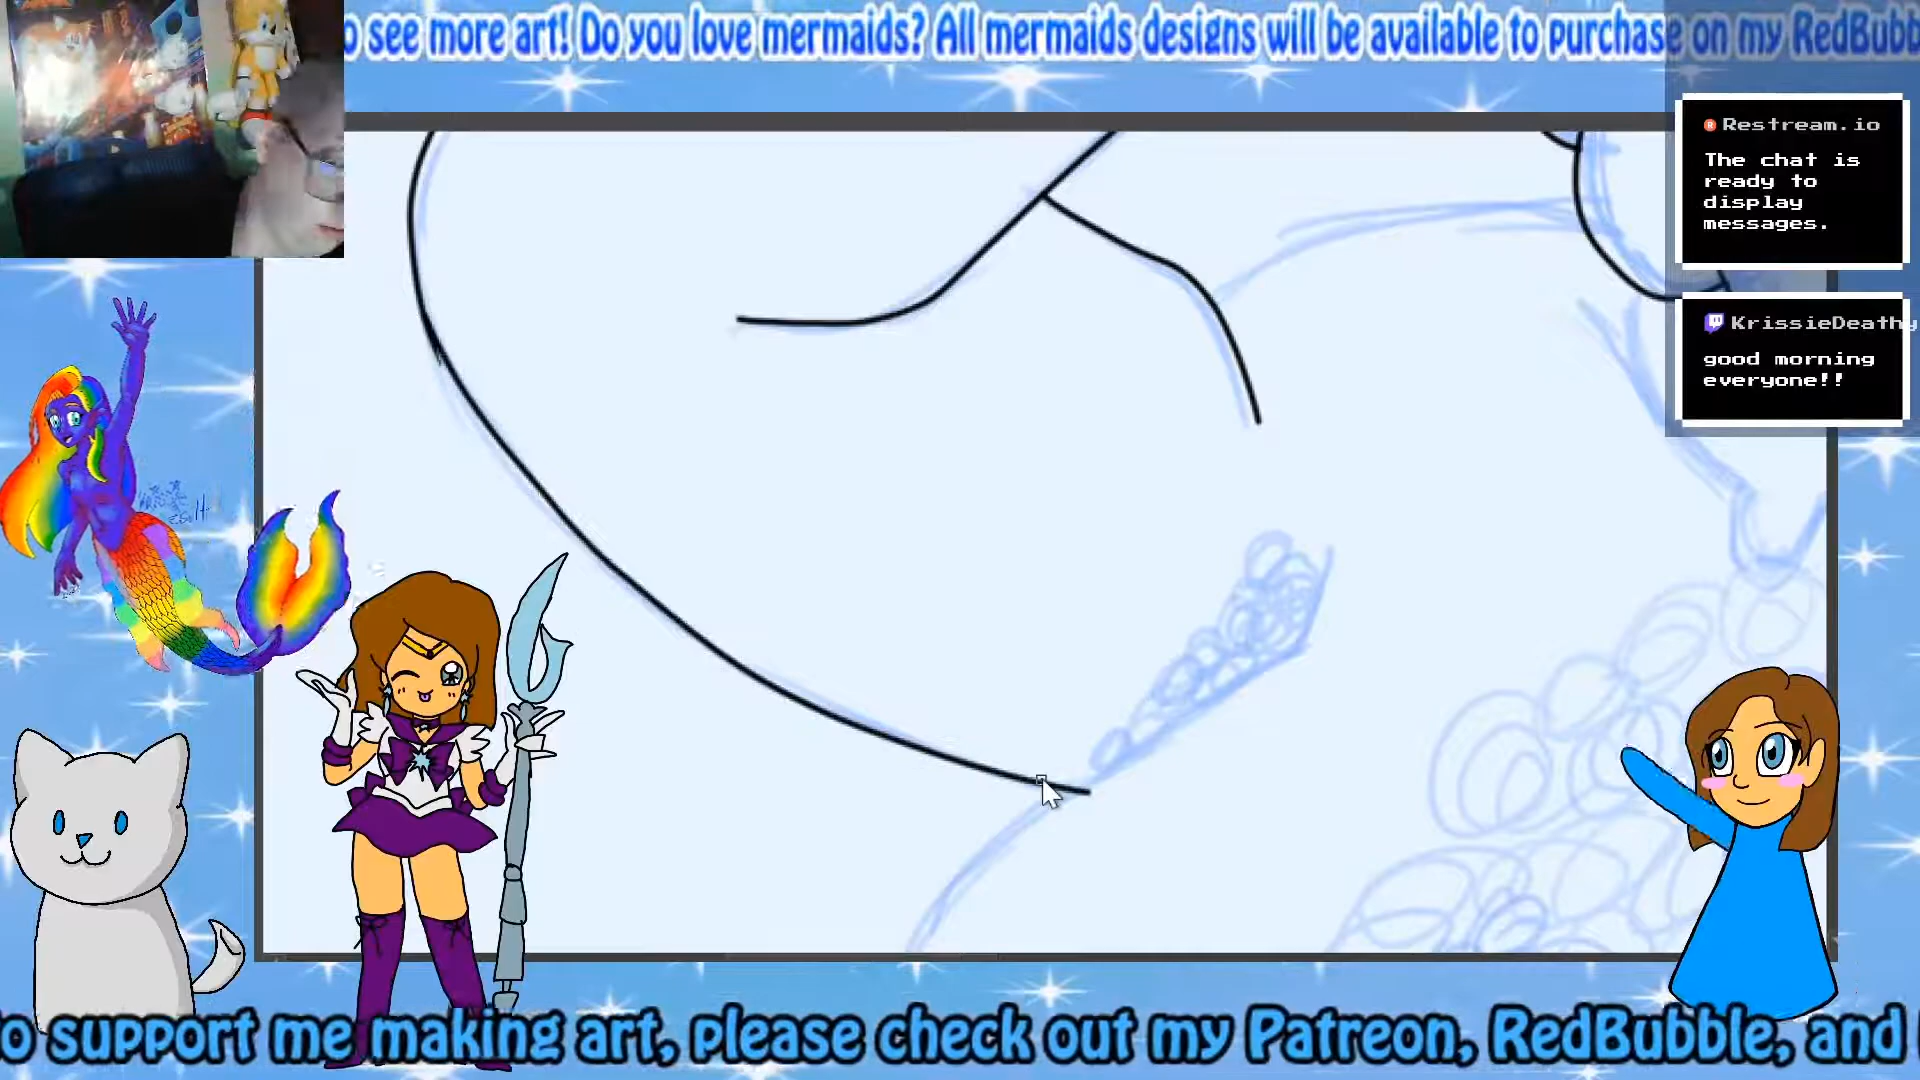 o see more art! Do you love mermaids? All mermaids designs will be available to purchase on my RedBubb
Restream.io
The chat is
ready to
display
messages.
KrissieDeathy
good morning
everyone!!
o support me making art, please check out my Patreon, RedBubble, and